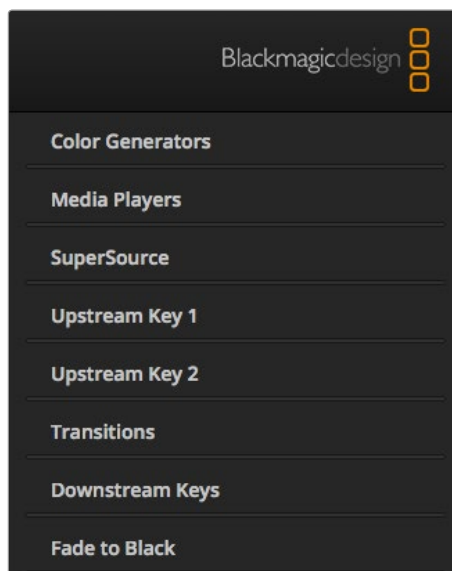 Blackmagicdesign
Color Generators
Media Players
SuperSource
Upstream Key 1
Upstream Key 2
Transitions
Downstream Keys
Fade to Black